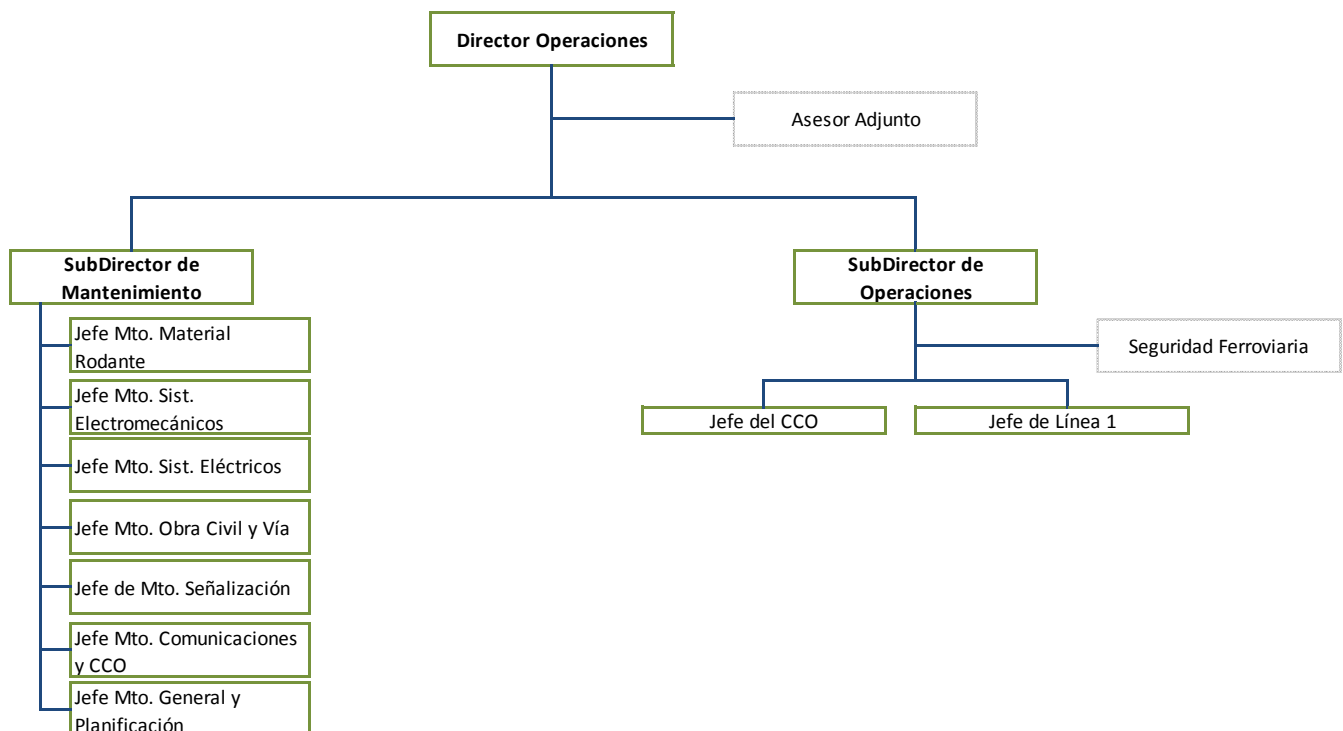 Director Operaciones
Asesor Adjunto
SubDirector de
Mantenimiento
SubDirector de
Operaciones
Jefe Mto. Material
Rodante
Seguridad Ferroviaria
Jefe Mto. Sist.
Electromecánicos
Jefe del CCO
Jefe de Línea 1
Jefe Mto. Sist. Eléctricos
Jefe Mto. Obra Civil y Vía
Jefe de Mto. Señalización
Jefe Mto. Comunicaciones
y CCO
Jefe Mto. General y
Planificación